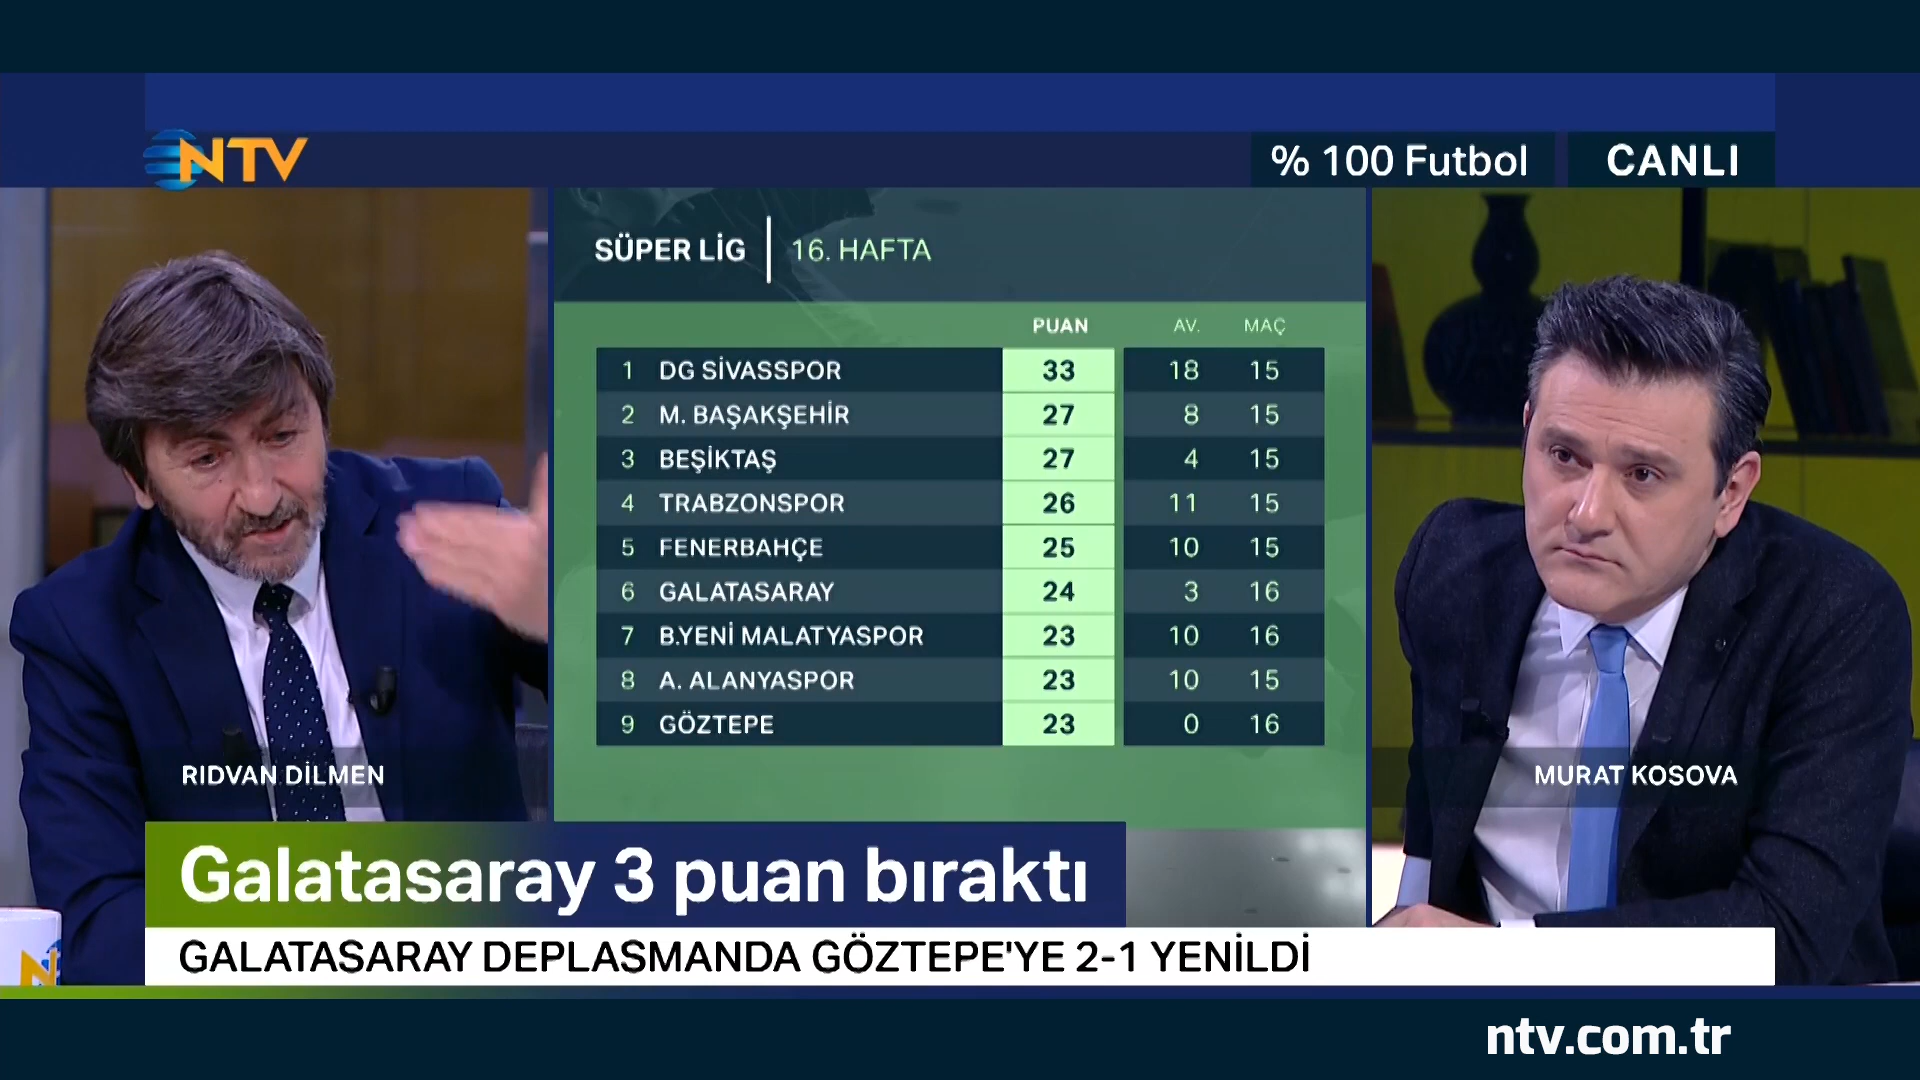 NTV
% 100 Futbol
CANLI
SÜPER LİG 16. HAFTA
PUAN AV. MAÇ
1 DG SİVASSPOR 33 18 15
2 M. BAŞAKŞEHİR 27 8 15
3 BEŞİKTAŞ 27 4 15
4 TRABZONSPOR 26 11 15
5 FENERBAHÇE 25 10 15
6 GALATASARAY 24 3 16
7 B.YENİ MALATYASPOR 23 10 16
8 A. ALANYASPOR 23 10 15
9 GÖZTEPE 23 0 16
RIDVAN DİLMEN
MURAT KOSOVA
Galatasaray 3 puan bıraktı
GALATASARAY DEPLASMANDA GÖZTEPE'YE 2-1 YENİLDİ
N
ntv.com.tr